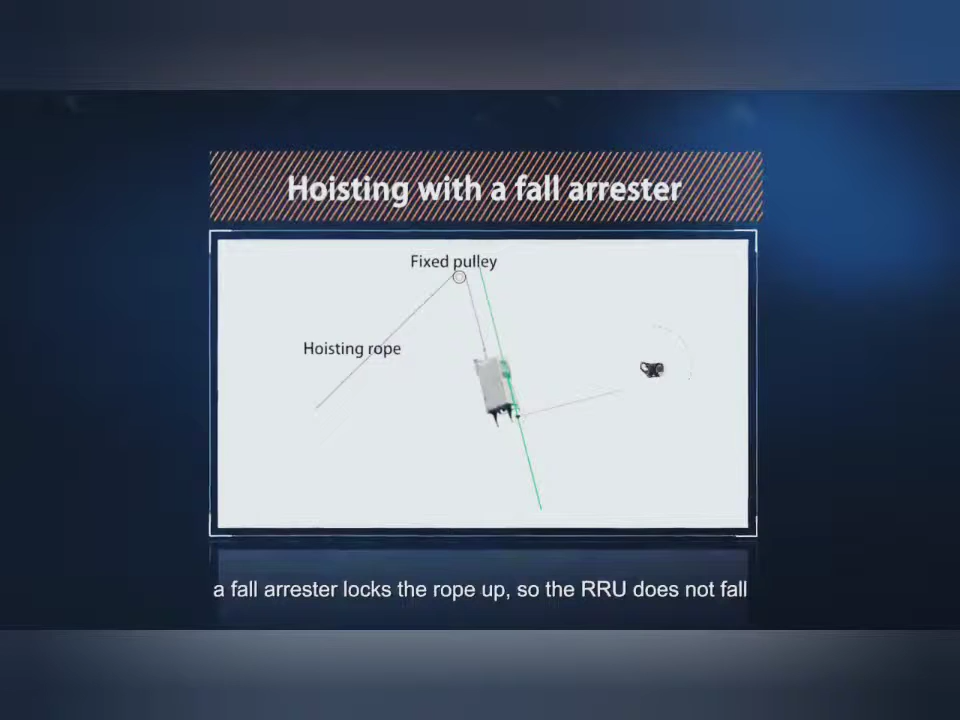 Hoisting with a fall arrester
Fixed pulley
Hoisting rope
a fall arrester locks the rope up, so the RRU does not fall